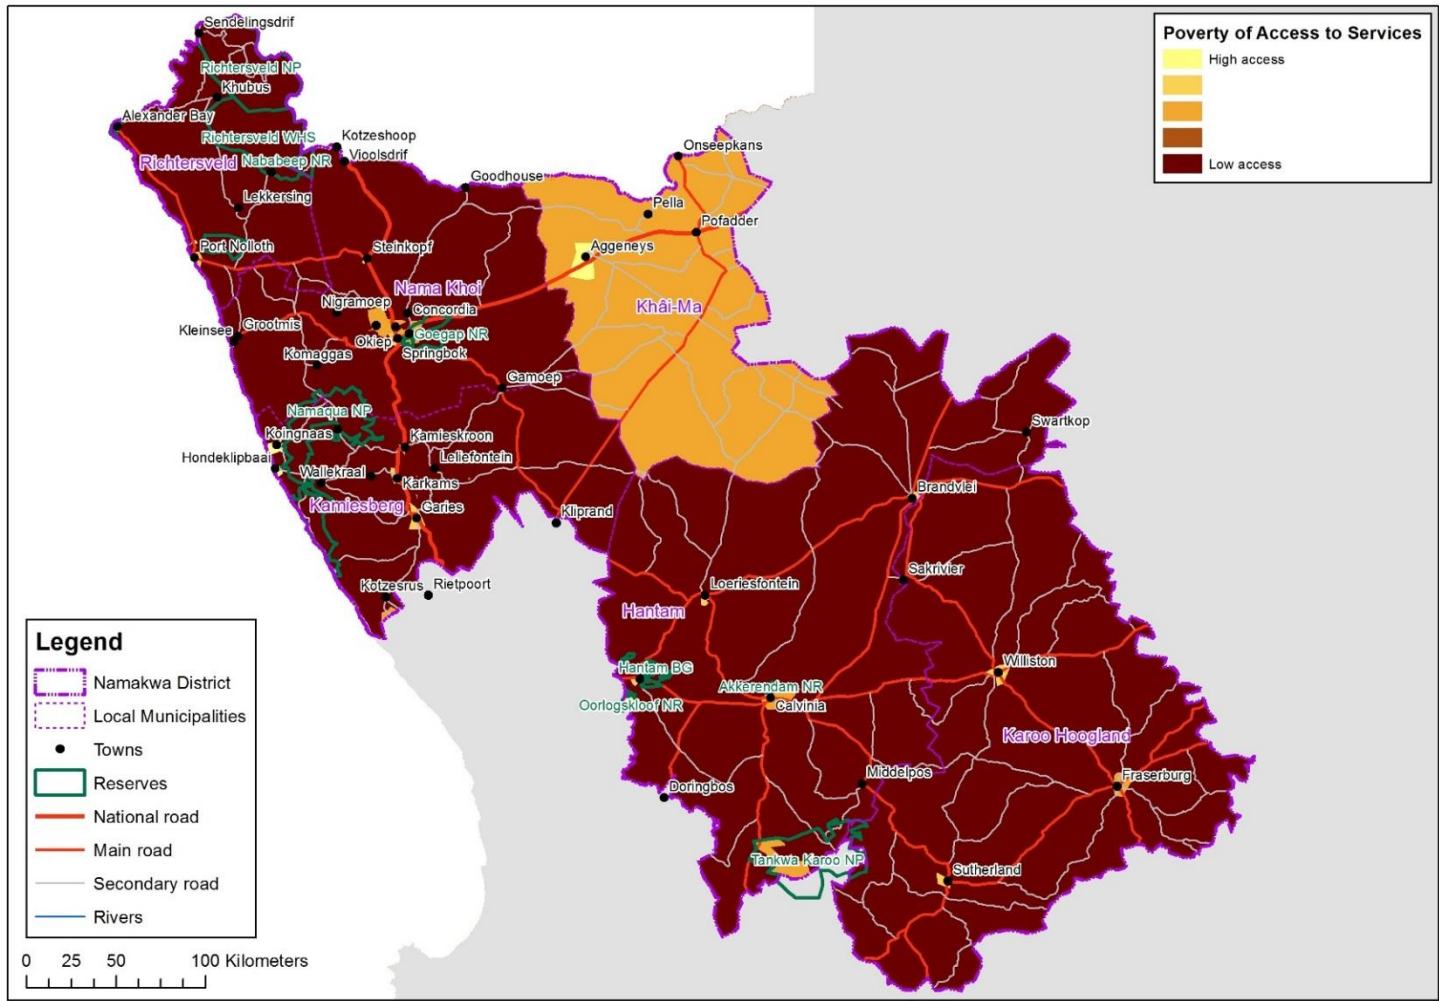 Poverty of Access to Services
High access
Low access
Sendelingsdrif
Richtersveld NP
Khubus
Alexander Bay
Richtersveld WHS
Kotzeshoop
Richtersveld
Nababeep NR
Vioolsdrif
Onseepkans
Goodhouse
Lekkersing
Pella
Pofadder
Port Nolloth
Steinkopf
Aggeneys
Nama Khoi
Nigramoep
Concordia
Khâi-Ma
Kleinsee
Grootmis
Okiep
Goegap NR
Springbok
Komaggas
Gamoep
Namaqua NP
Swartkop
Koingnaas
Kamieskroon
Hondeklipbaai
Wallekraal
Leliefontein
Karkams
Kamiesberg
Garies
Kliprand
Brandvlei
Kotzesrus
Rietpoort
Loeriesfontein
Sakrivier
Hantam
Hantam BG
Williston
Oorlogskloof NR
Akkerendam NR
Calvinia
Karoo Hoogland
Doringbos
Middelpos
Fraserburg
Tankwa Karoo NP
Sutherland
Legend
Namakwa District
Local Municipalities
Towns
Reserves
National road
Main road
Secondary road
Rivers
0 25 50 100 Kilometers